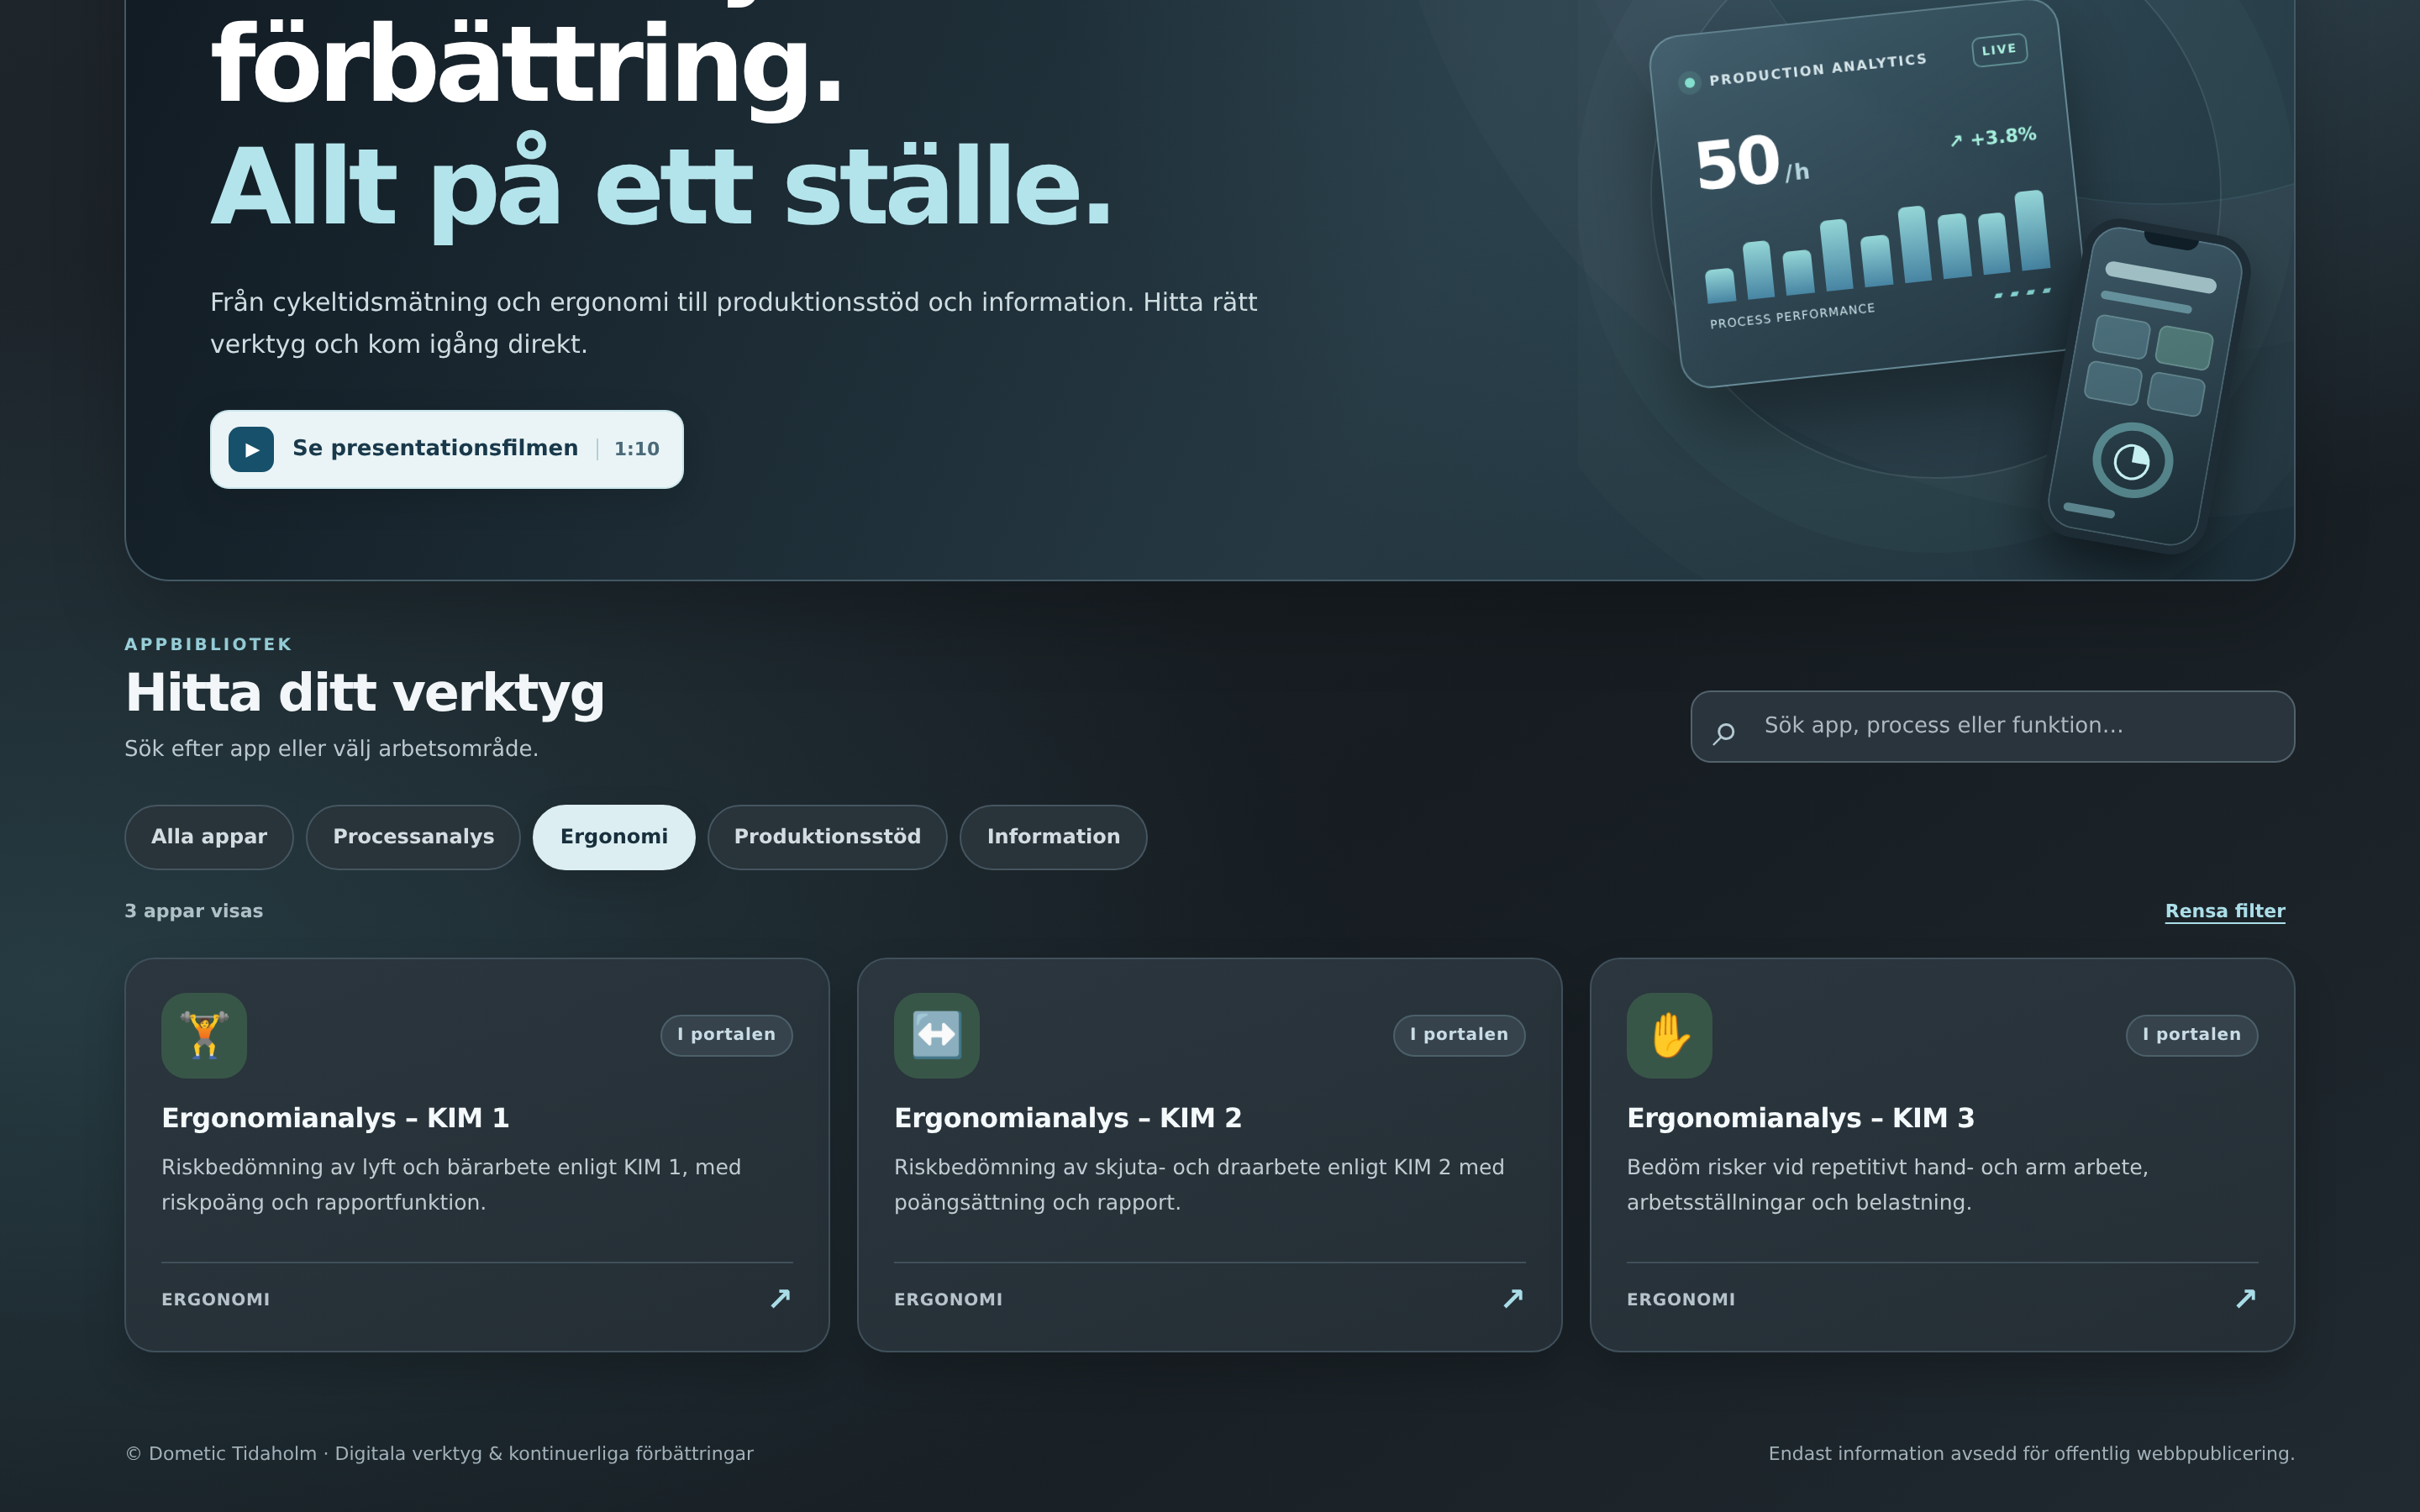 förbättring.
Allt på ett ställe.
Från cykeltidsmätning och ergonomi till produktionsstöd och information. Hitta rätt
verktyg och kom igång direkt.
Se presentationsfilmen 1:10
PRODUCTION ANALYTICS LIVE
50/h ↗ +3.8%
PROCESS PERFORMANCE
APPBIBLIOTEK
Hitta ditt verktyg
Sök efter app eller välj arbetsområde.
Sök app, process eller funktion…
Alla appar Processanalys Ergonomi Produktionsstöd Information
3 appar visas Rensa filter
I portalen
Ergonomianalys – KIM 1
Riskbedömning av lyft och bärarbete enligt KIM 1, med
riskpoäng och rapportfunktion.
ERGONOMI ↗
I portalen
Ergonomianalys – KIM 2
Riskbedömning av skjuta- och draarbete enligt KIM 2 med
poängsättning och rapport.
ERGONOMI ↗
I portalen
Ergonomianalys – KIM 3
Bedöm risker vid repetitivt hand- och arm arbete,
arbetsställningar och belastning.
ERGONOMI ↗
© Dometic Tidaholm · Digitala verktyg & kontinuerliga förbättringar
Endast information avsedd för offentlig webbpublicering.